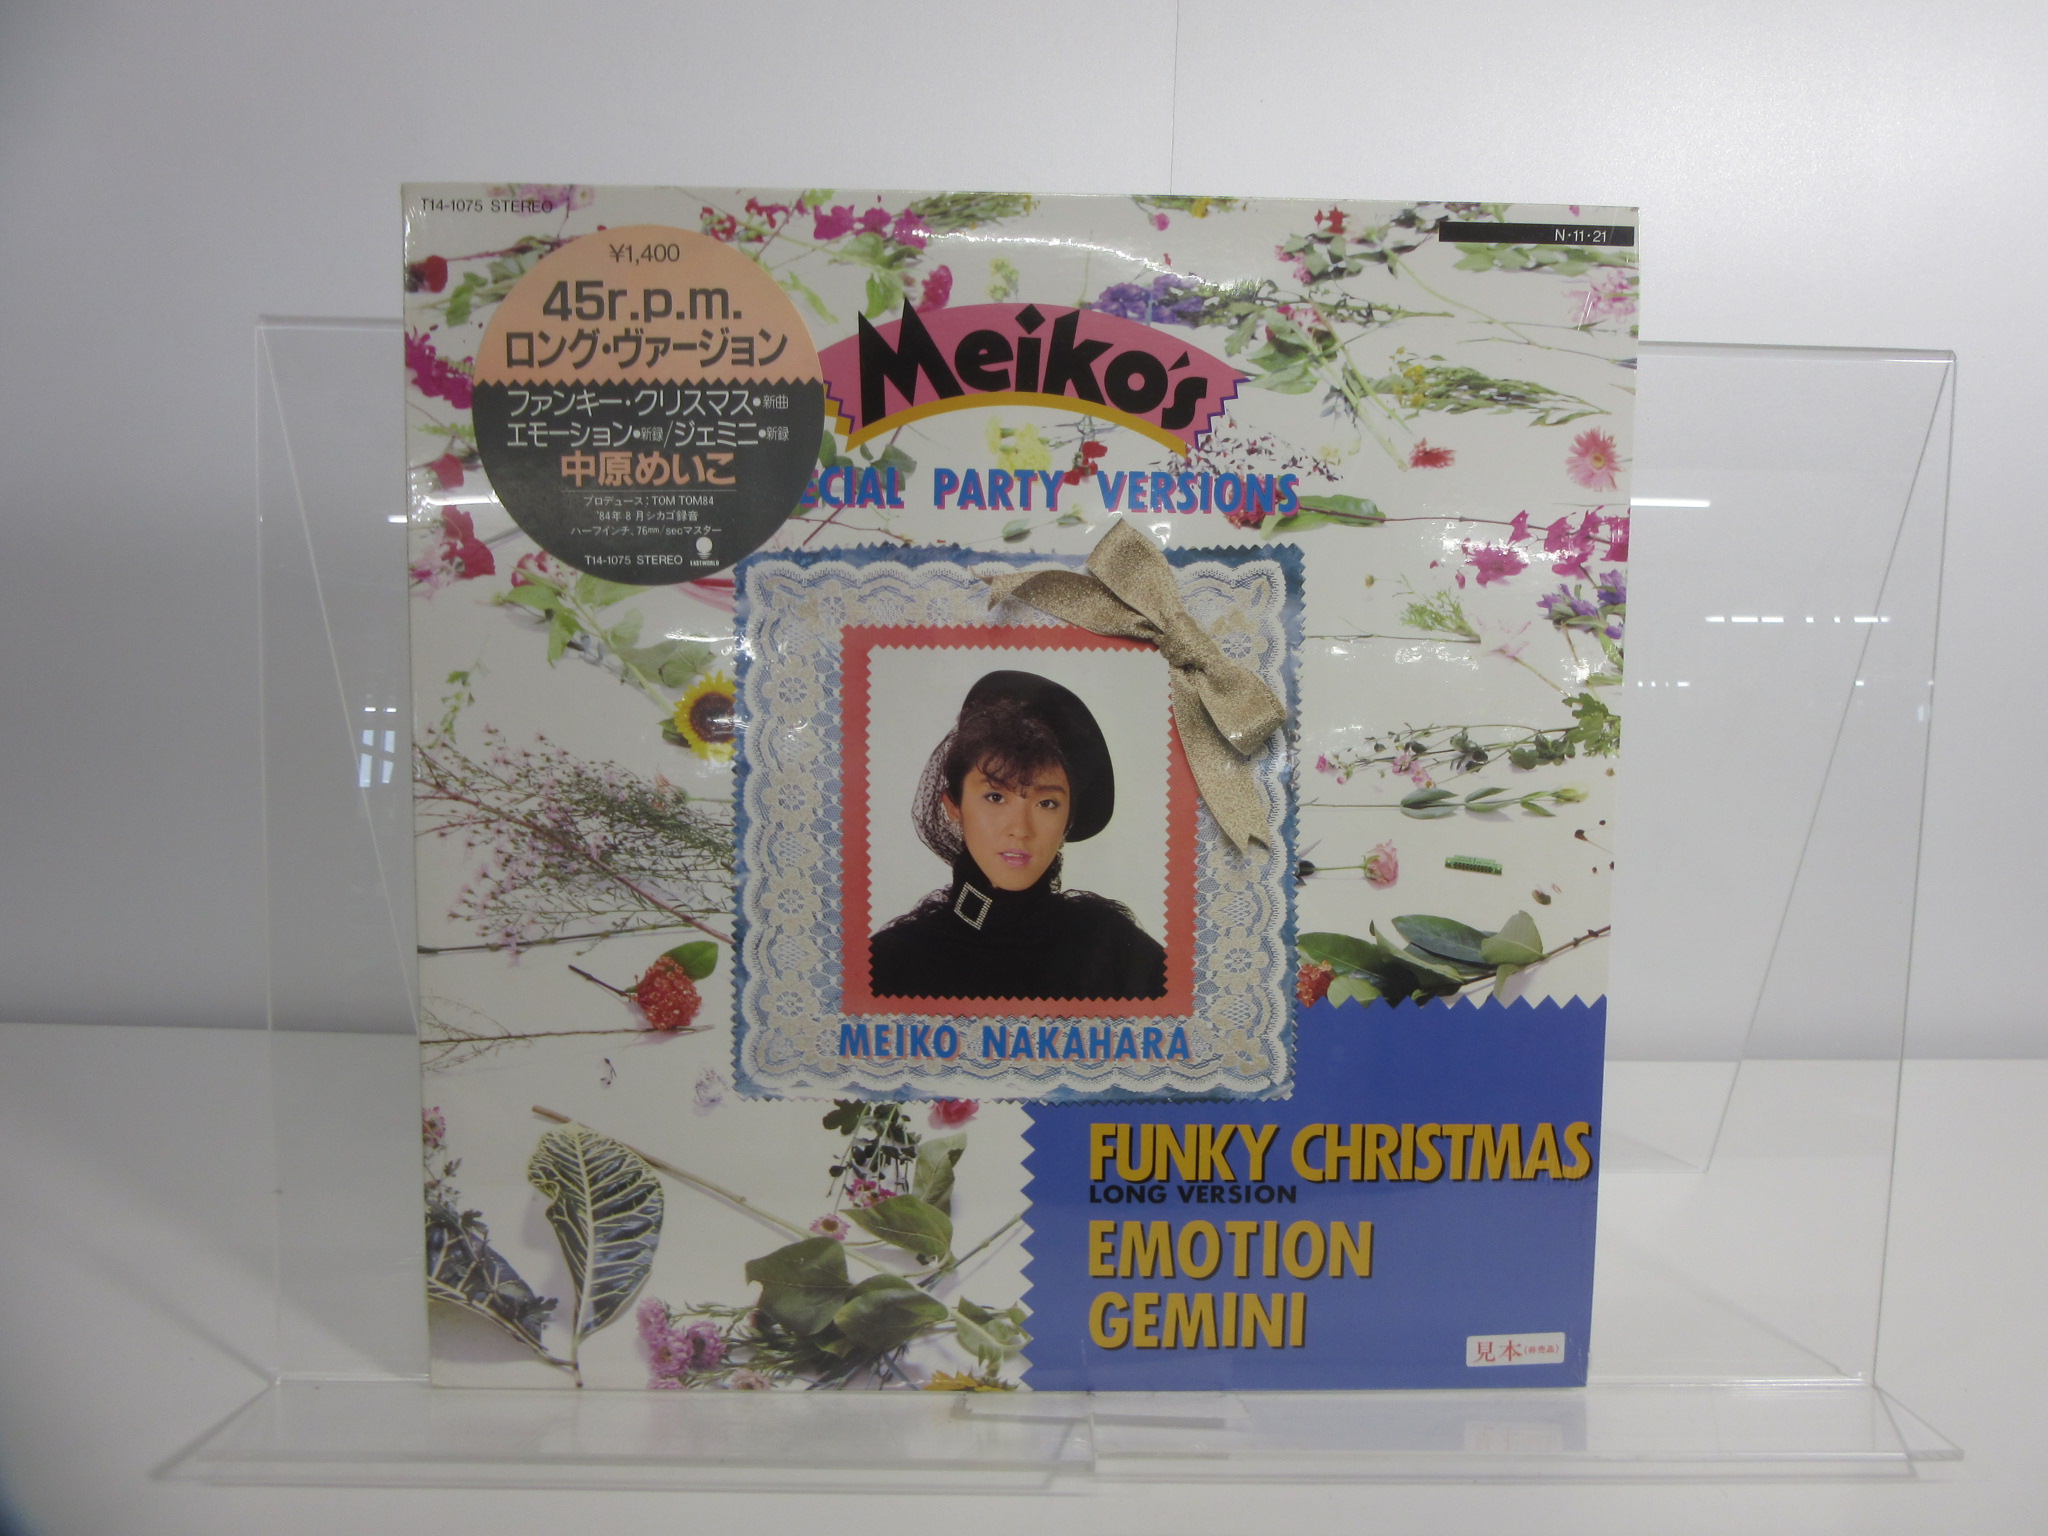 T14-1075 STEREO
N·11·21
¥1,400
45r.p.m.
ロング・ヴァージョン
ファンキー・クリスマス●新曲
エモーション●新録/ジェミニ●新録
中原めいこ
プロデュース:TOM TOM84
'84年8月シカゴ録音
ハーフインチ、76mm/secマスター
T14-1075 STEREO
EASTWORLD
Meiko's
ECIAL PARTY VERSIONS
MEIKO NAKAHARA
FUNKY CHRISTMAS
LONG VERSION
EMOTION
GEMINI
見本(非売品)